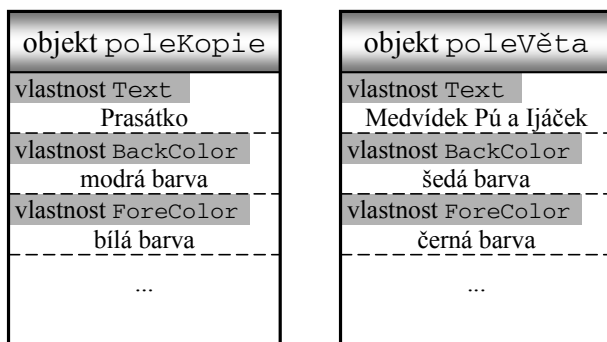 objekt poleKopie
vlastnost Text
Prasátko
vlastnost BackColor
modrá barva
vlastnost ForeColor
bílá barva
...
objekt poleVěta
vlastnost Text
Medvídek Pú a Ijáček
vlastnost BackColor
šedá barva
vlastnost ForeColor
černá barva
...